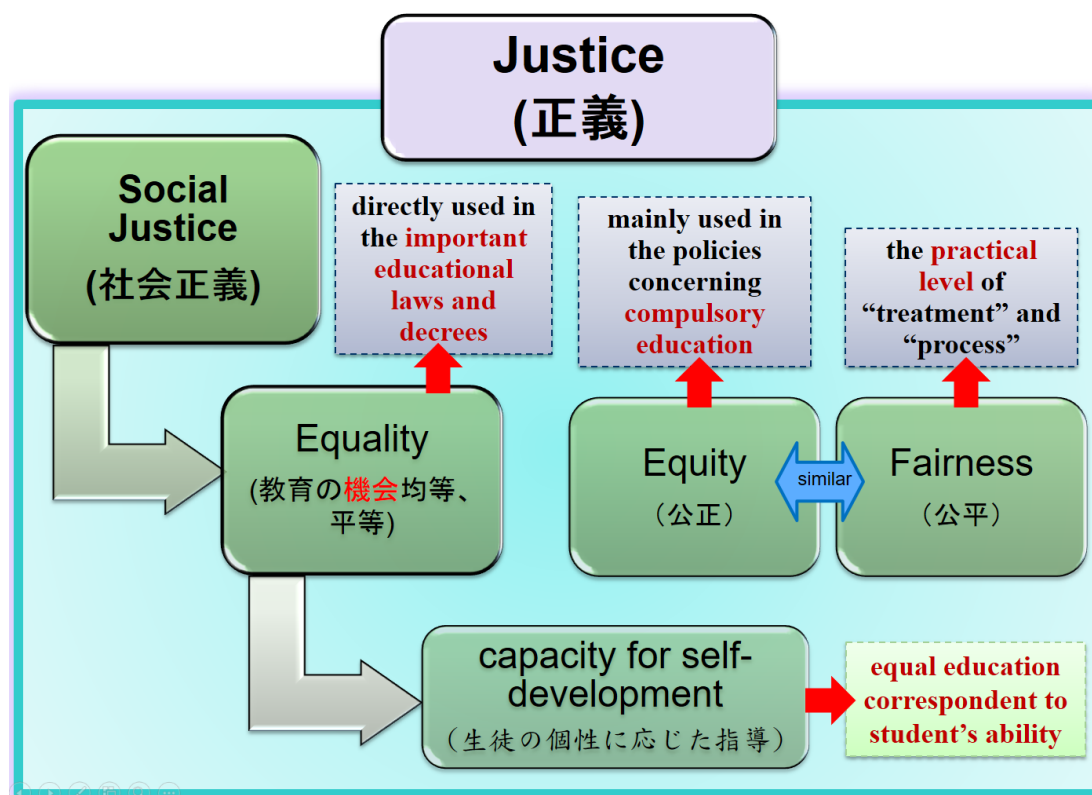 Justice
(正義)
Social
Justice
(社会正義)
directly used in
the important
educational
laws and
decrees
mainly used in
the policies
concerning
compulsory
education
the practical
level of
“treatment” and
“process”
Equality
(教育の機会均等、
平等)
Equity
（公正）
similar
Fairness
（公平）
capacity for self-
development
（生徒の個性に応じた指導）
equal education
correspondent to
student’s ability